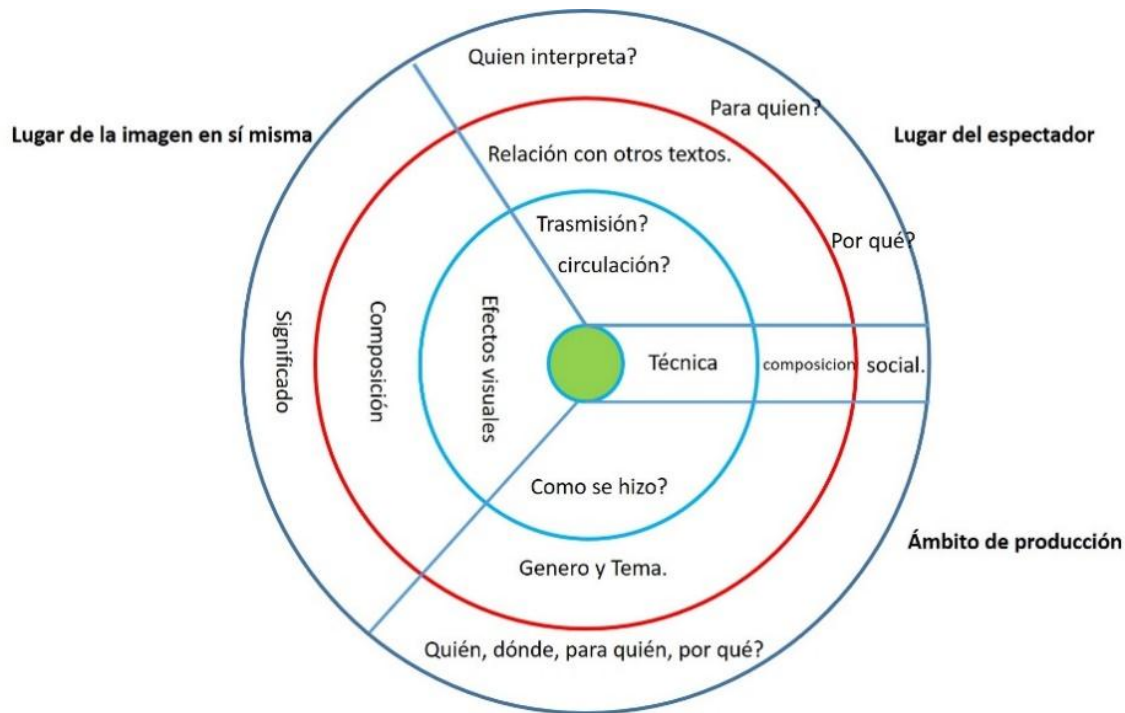 Quien interpreta?
Para quien?
Lugar de la imagen en sí misma
Lugar del espectador
Relación con otros textos.
Trasmisión?
circulación?
Por qué?
Significado
Composición
Efectos visuales
Técnica
composicion
social.
Como se hizo?
Ámbito de producción
Genero y Tema.
Quién, dónde, para quién, por qué?